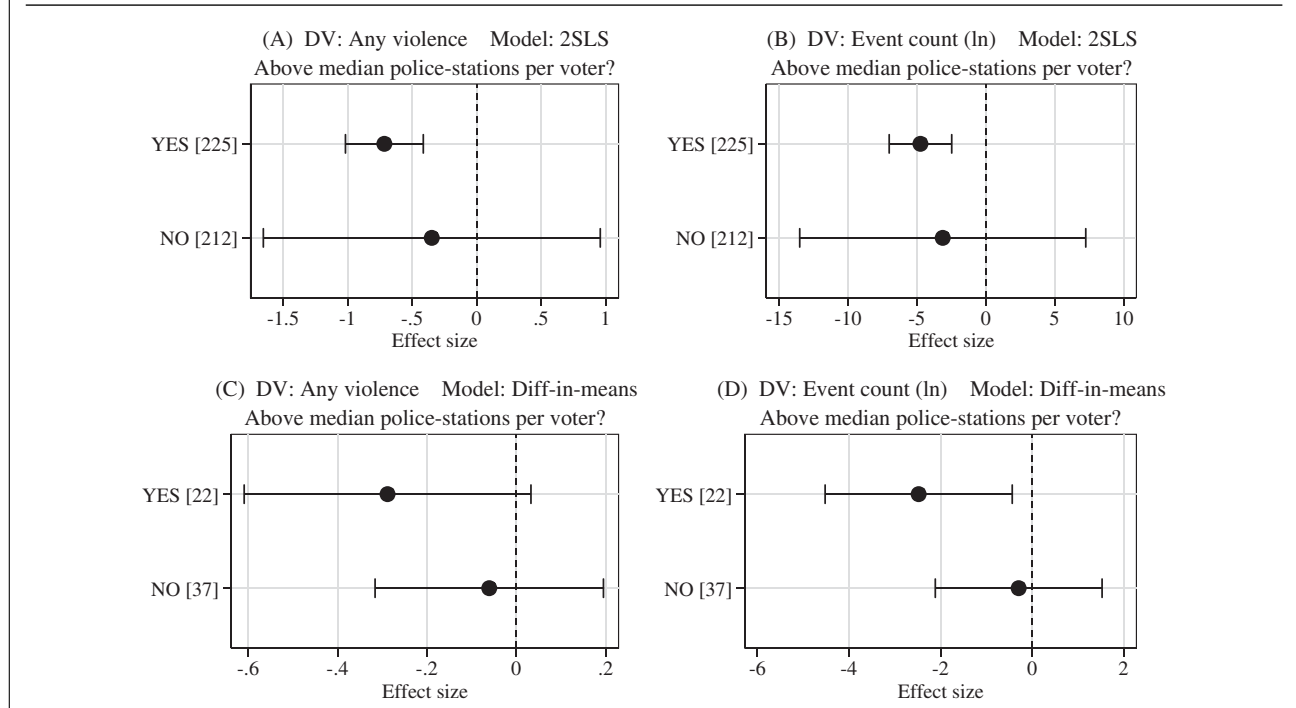 (A) DV: Any violence Model: 2SLS
Above median police-stations per voter?
YES [225]
NO [212]
-1.5 -1 -.5 0 .5 1
Effect size
(B) DV: Event count (ln) Model: 2SLS
Above median police-stations per voter?
YES [225]
NO [212]
-15 -10 -5 0 5 10
Effect size
(C) DV: Any violence Model: Diff-in-means
Above median police-stations per voter?
YES [22]
NO [37]
-.6 -.4 -.2 0 .2
Effect size
(D) DV: Event count (ln) Model: Diff-in-means
Above median police-stations per voter?
YES [22]
NO [37]
-6 -4 -2 0 2
Effect size